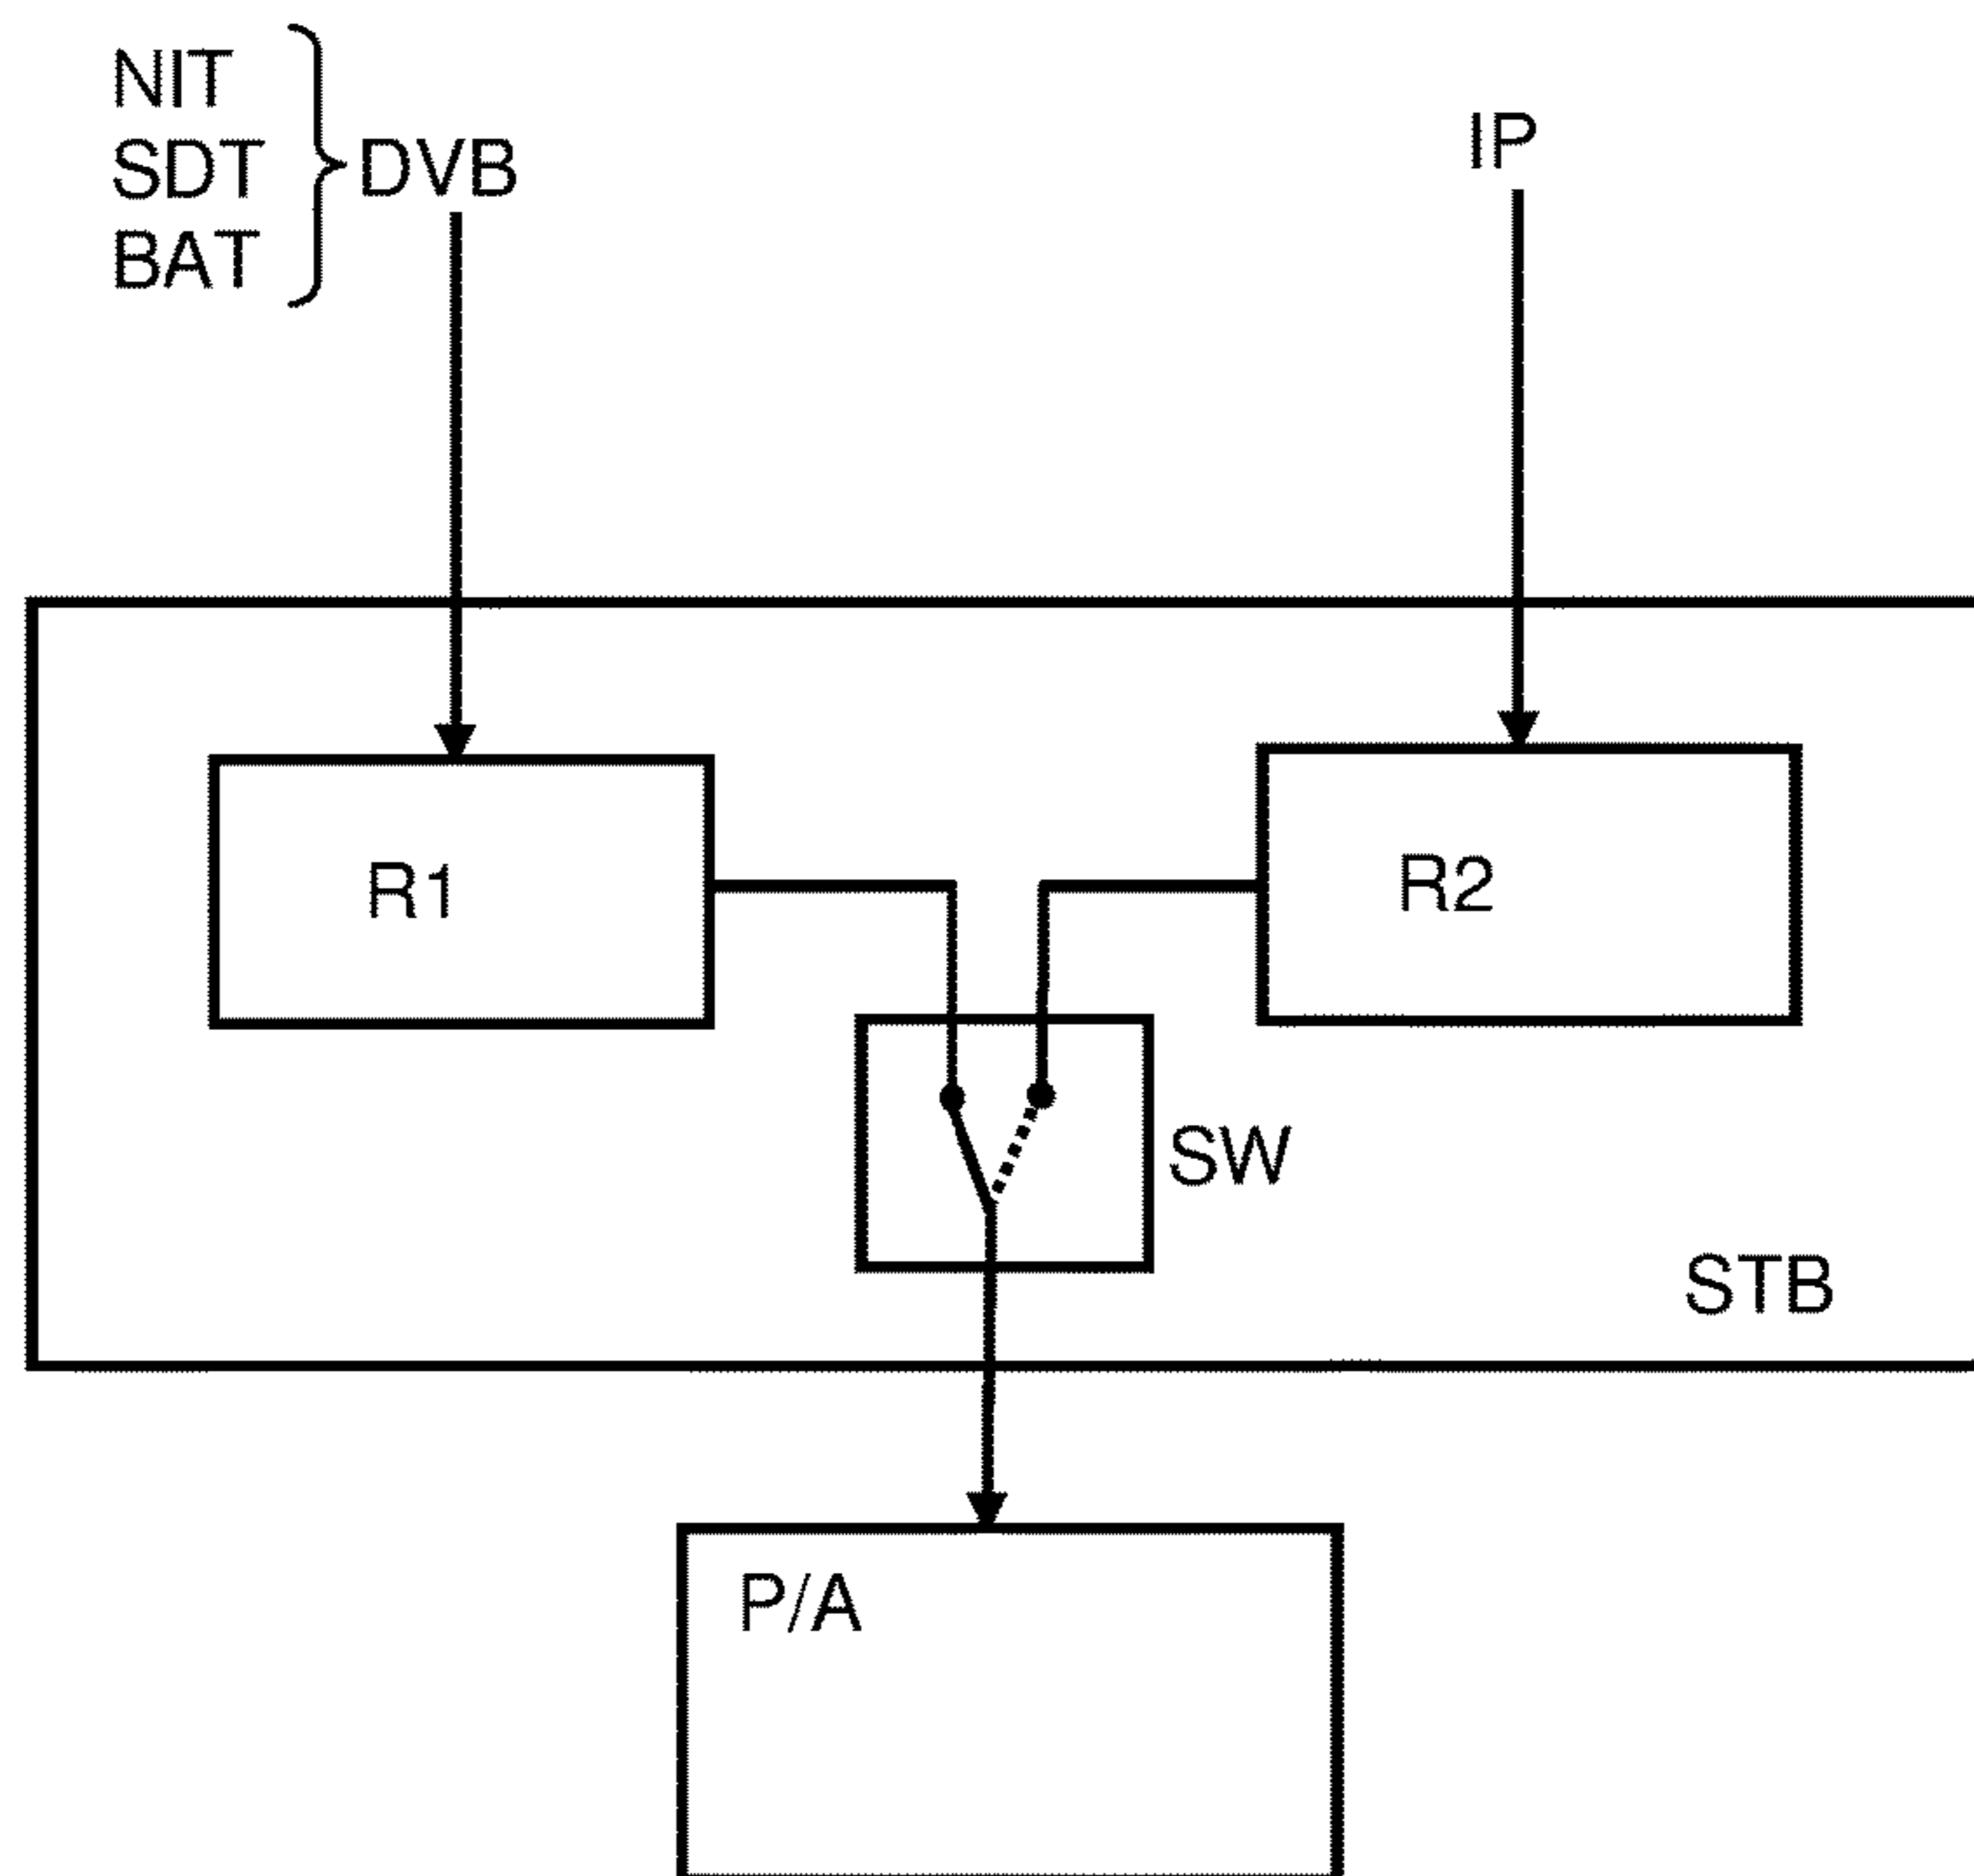 NIT
SDT
BAT
DVB
IP
R1
R2
SW
STB
P/A